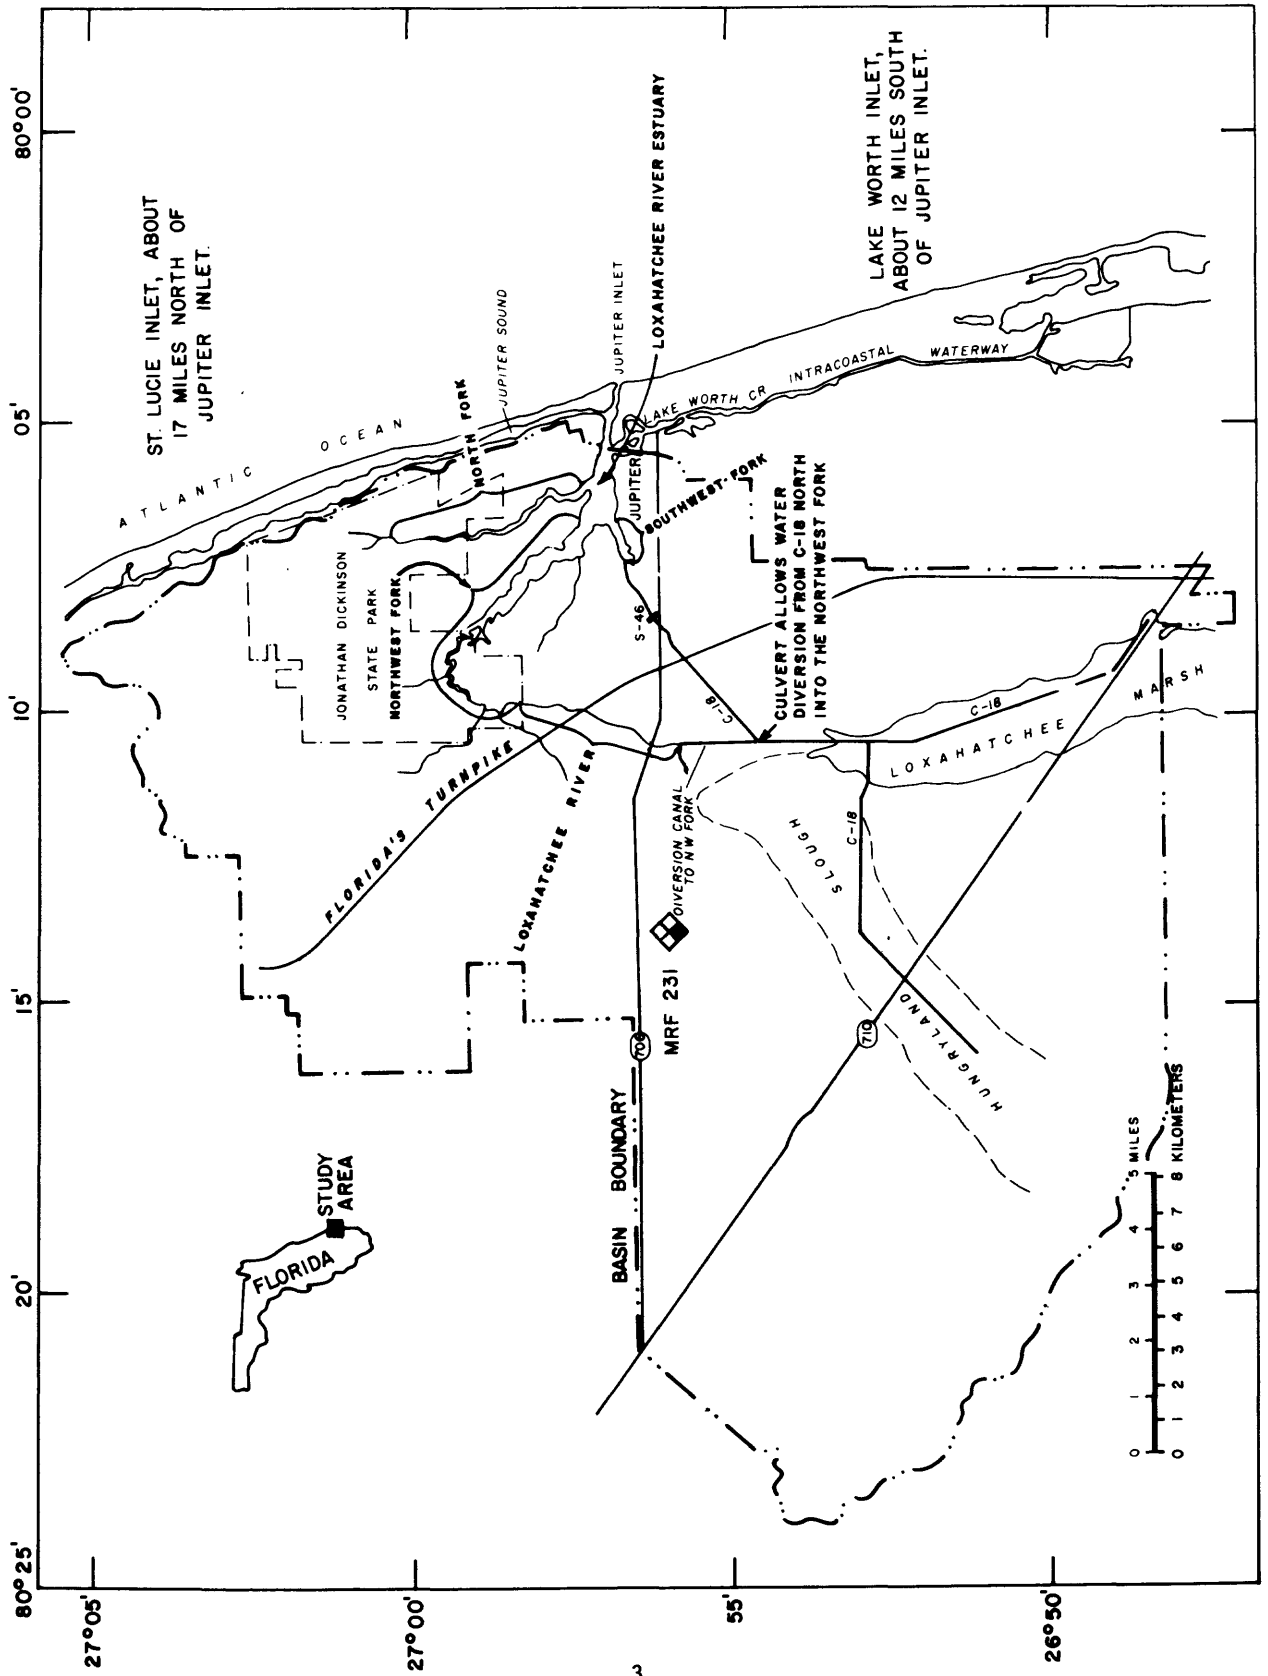 80°25'
20'
15'
10'
05'
80°00'
27°05'
27°00'
55'
26°50'
ST. LUCIE INLET, ABOUT
17 MILES NORTH OF
JUPITER INLET.
ATLANTIC OCEAN
JUPITER SOUND
NORTH FORK
JUPITER INLET
LOXAHATCHEE RIVER ESTUARY
LAKE WORTH INLET,
ABOUT 12 MILES SOUTH
OF JUPITER INLET.
LAKE WORTH CR
INTRACOASTAL WATERWAY
JUPITER
SOUTHWEST FORK
JONATHAN DICKINSON
STATE PARK
NORTHWEST FORK
S-46
C-18
CULVERT ALLOWS WATER
DIVERSION FROM C-18 NORTH
INTO THE NORTHWEST FORK
FLORIDA'S TURNPIKE
LOXAHATCHEE RIVER
DIVERSION CANAL
TO NW FORK
MRF 231
706
710
C-18
C-18
LOXAHATCHEE MARSH
HUNGRYLAND SLOUGH
BASIN BOUNDARY
FLORIDA
STUDY
AREA
0 1 2 3 4 5 MILES
0 1 2 3 4 5 6 7 8 KILOMETERS
3